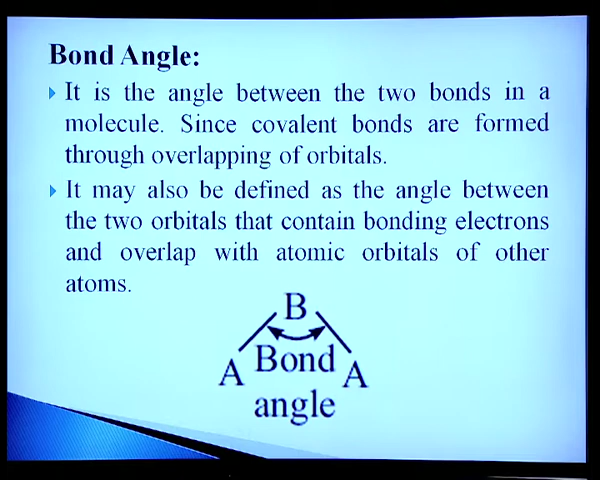 Bond Angle:
It is the angle between the two bonds in a
molecule. Since covalent bonds are formed
through overlapping of orbitals.
It may also be defined as the angle between
the two orbitals that contain bonding electrons
and overlap with atomic orbitals of other
atoms.
B
A Bond A
angle